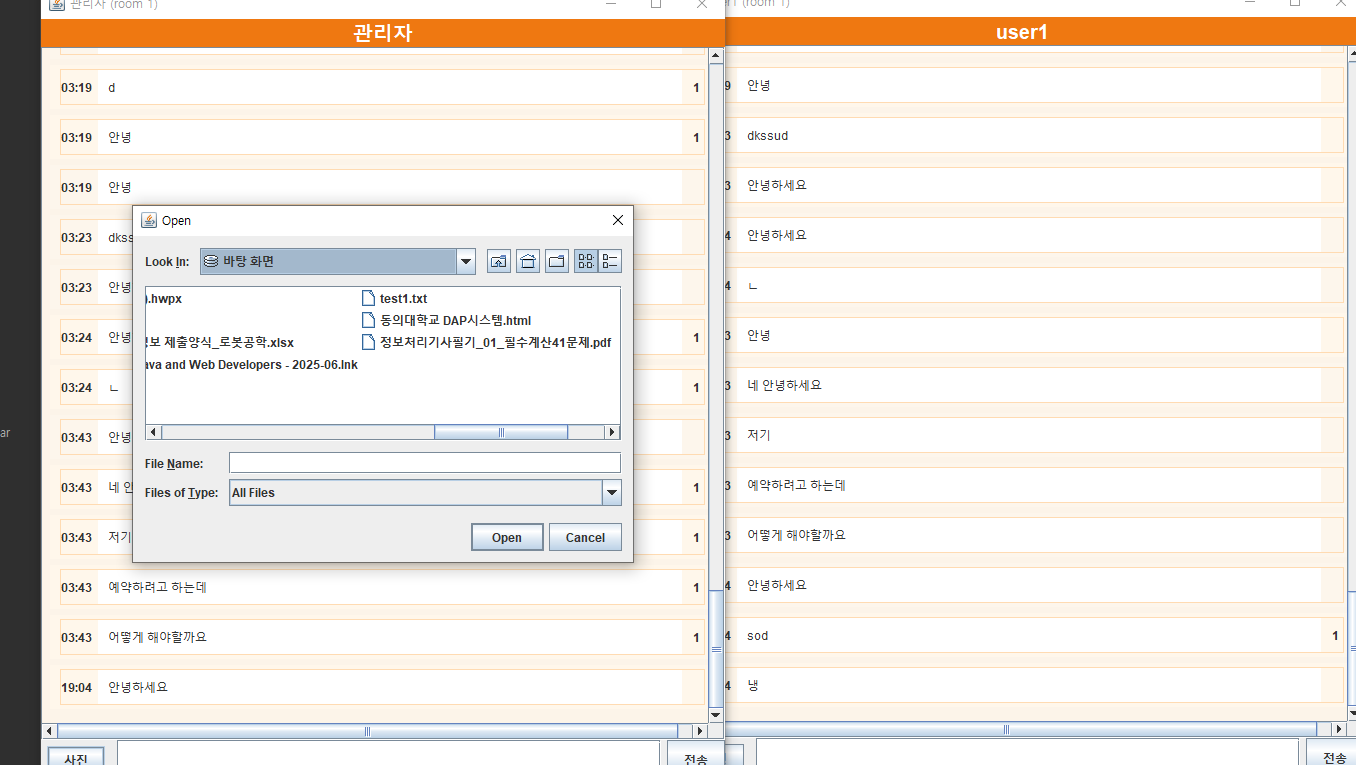 관리자 (room 1)
관리자
03:19 d 1
03:19 안녕 1
03:19 안녕
03:23
03:23 안녕
03:24 안녕 1
03:24 ㄴ 1
03:43 안녕
03:43 네 1
03:43 저기 1
03:43 예약하려고 하는데 1
03:43 어떻게 해야할까요 1
19:04 안녕하세요
사진
전송
Open
Look In: 바탕 화면
.hwpx
제출양식_로봇공학.xlsx
and Web Developers - 2025-06.lnk
test1.txt
동의대학교 DAP시스템.html
정보처리기사필기_01_필수계산41문제.pdf
File Name:
Files of Type: All Files
Open Cancel
(room 1)
user1
9 안녕
3 dkssud
3 안녕하세요
4 안녕하세요
4 ㄴ
3 안녕
3 네 안녕하세요
3 저기
3 예약하려고 하는데
3 어떻게 해야할까요
4 안녕하세요
4 sod 1
4 냉
전송
ar